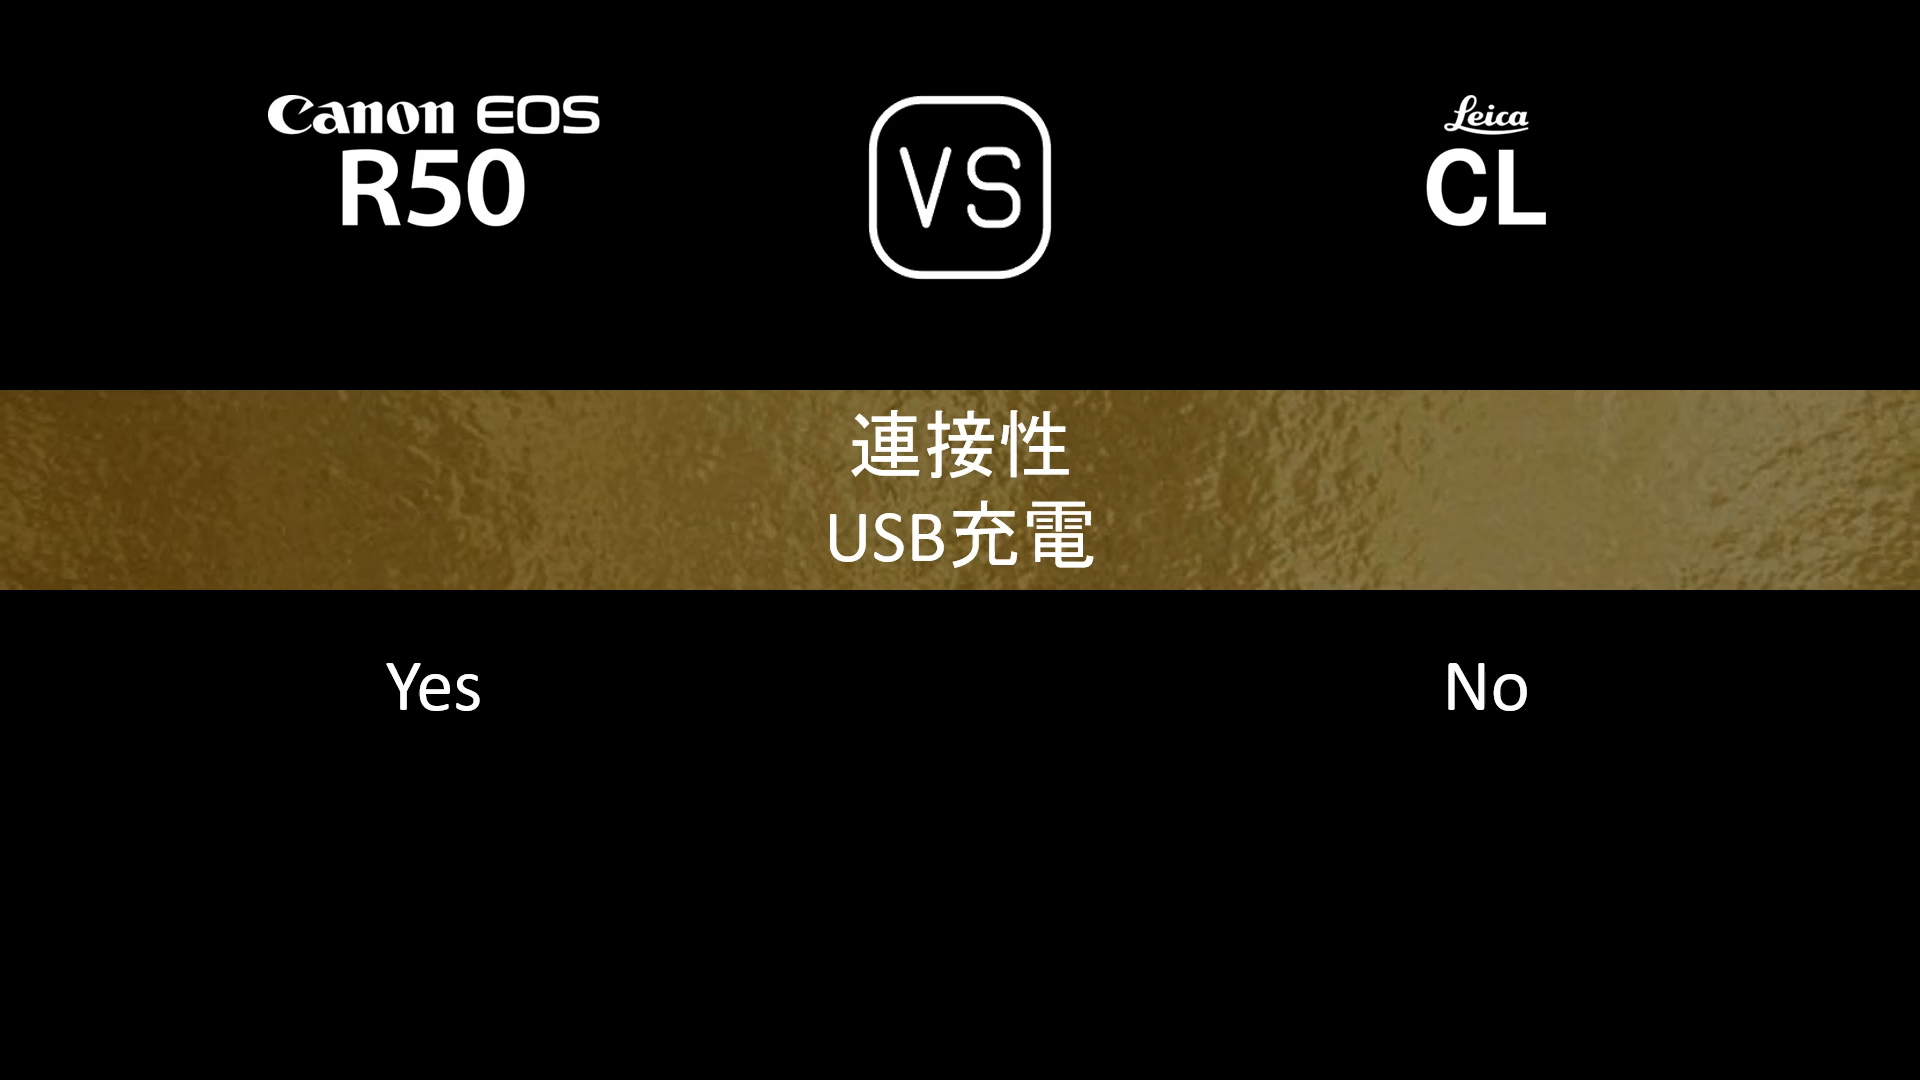 Canon EOS
R50
VS
Leica
CL
連接性
USB充電
Yes
No